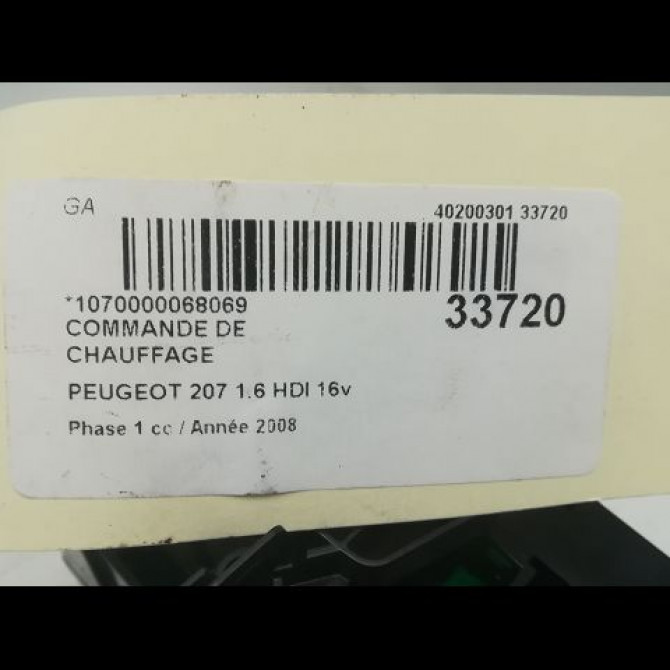 GA
40200301 33720
*1070000068069
33720
COMMANDE DE
CHAUFFAGE
PEUGEOT 207 1.6 HDI 16v
Phase 1 cc / Année 2008